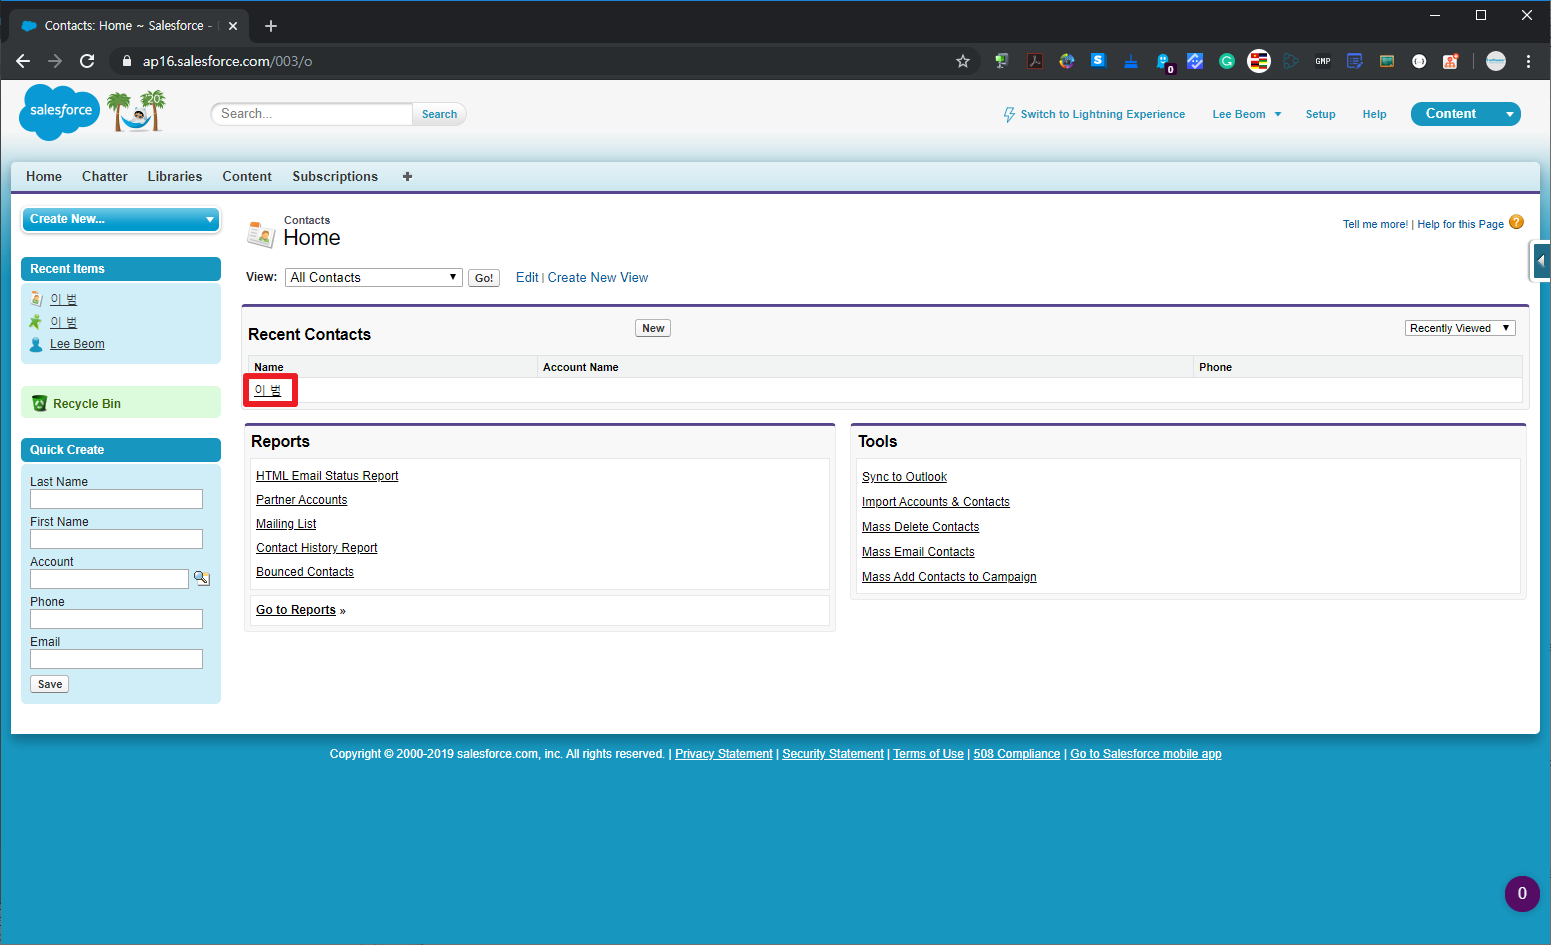 Contacts: Home ~ Salesforce -
ap16.salesforce.com/003/o
0
GMP
salesforce
20
Search...
Search
Switch to Lightning Experience
Lee Beom
Setup
Help
Content
Home
Chatter
Libraries
Content
Subscriptions
+
Create New...
Contacts
Home
Tell me more! | Help for this Page
?
Recent Items
이 범
이 범
Lee Beom
View:
All Contacts
Go!
Edit | Create New View
Recent Contacts
New
Recently Viewed
Name
Account Name
Phone
이 범
Recycle Bin
Quick Create
Last Name
First Name
Account
Phone
Email
Save
Reports
HTML Email Status Report
Partner Accounts
Mailing List
Contact History Report
Bounced Contacts
Go to Reports »
Tools
Sync to Outlook
Import Accounts & Contacts
Mass Delete Contacts
Mass Email Contacts
Mass Add Contacts to Campaign
Copyright © 2000-2019 salesforce.com, inc. All rights reserved. | Privacy Statement | Security Statement | Terms of Use | 508 Compliance | Go to Salesforce mobile app
0